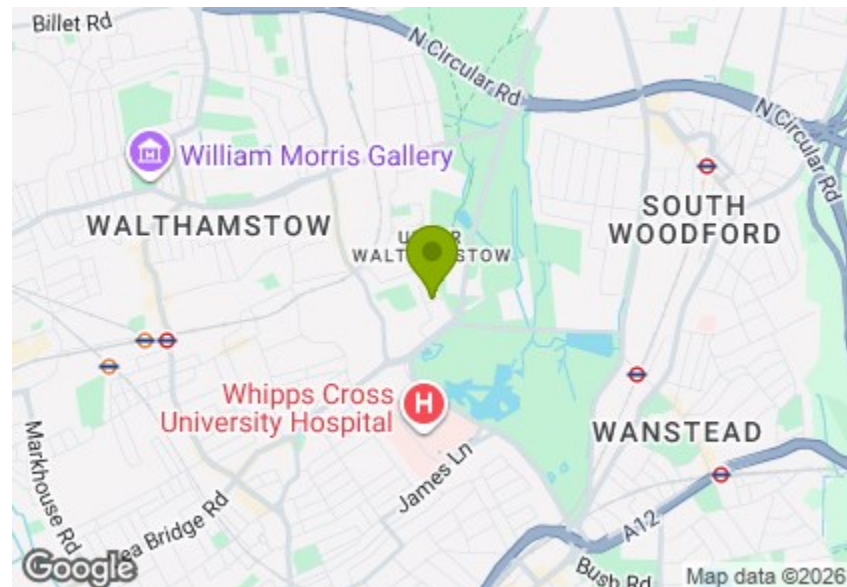 Billet Rd
N Circular Rd
N Circular Rd
William Morris Gallery
WALTHAMSTOW
SOUTH
WOODFORD
WALTHAMSTOW
Whipps Cross
University Hospital
H
WANSTEAD
James Ln
Markhouse Rd
Bridge Rd
A12
Bush Rd
Google
Map data ©2026